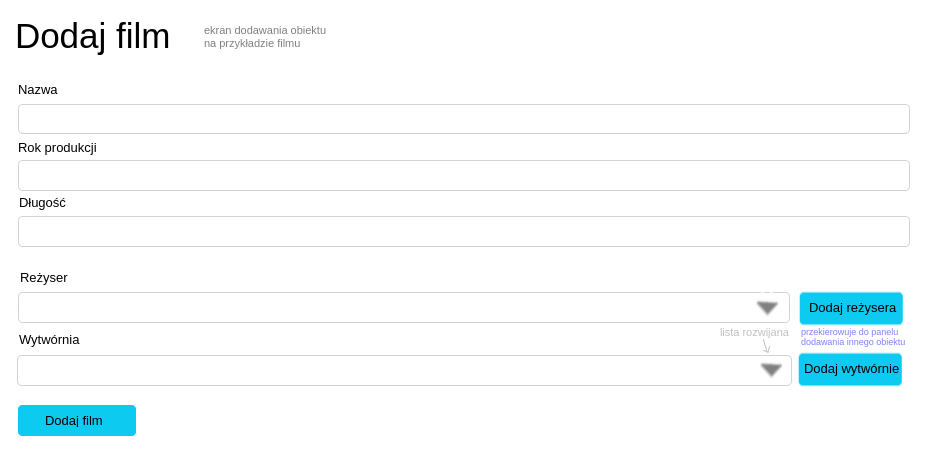 Dodaj film
ekran dodawania obiektu
na przykładzie filmu
Nazwa
Rok produkcji
Długość
Reżyser
Dodaj reżysera
lista rozwijana
przekierowuje do panelu
dodawania innego obiektu
Wytwórnia
Dodaj wytwórnie
Dodaj film